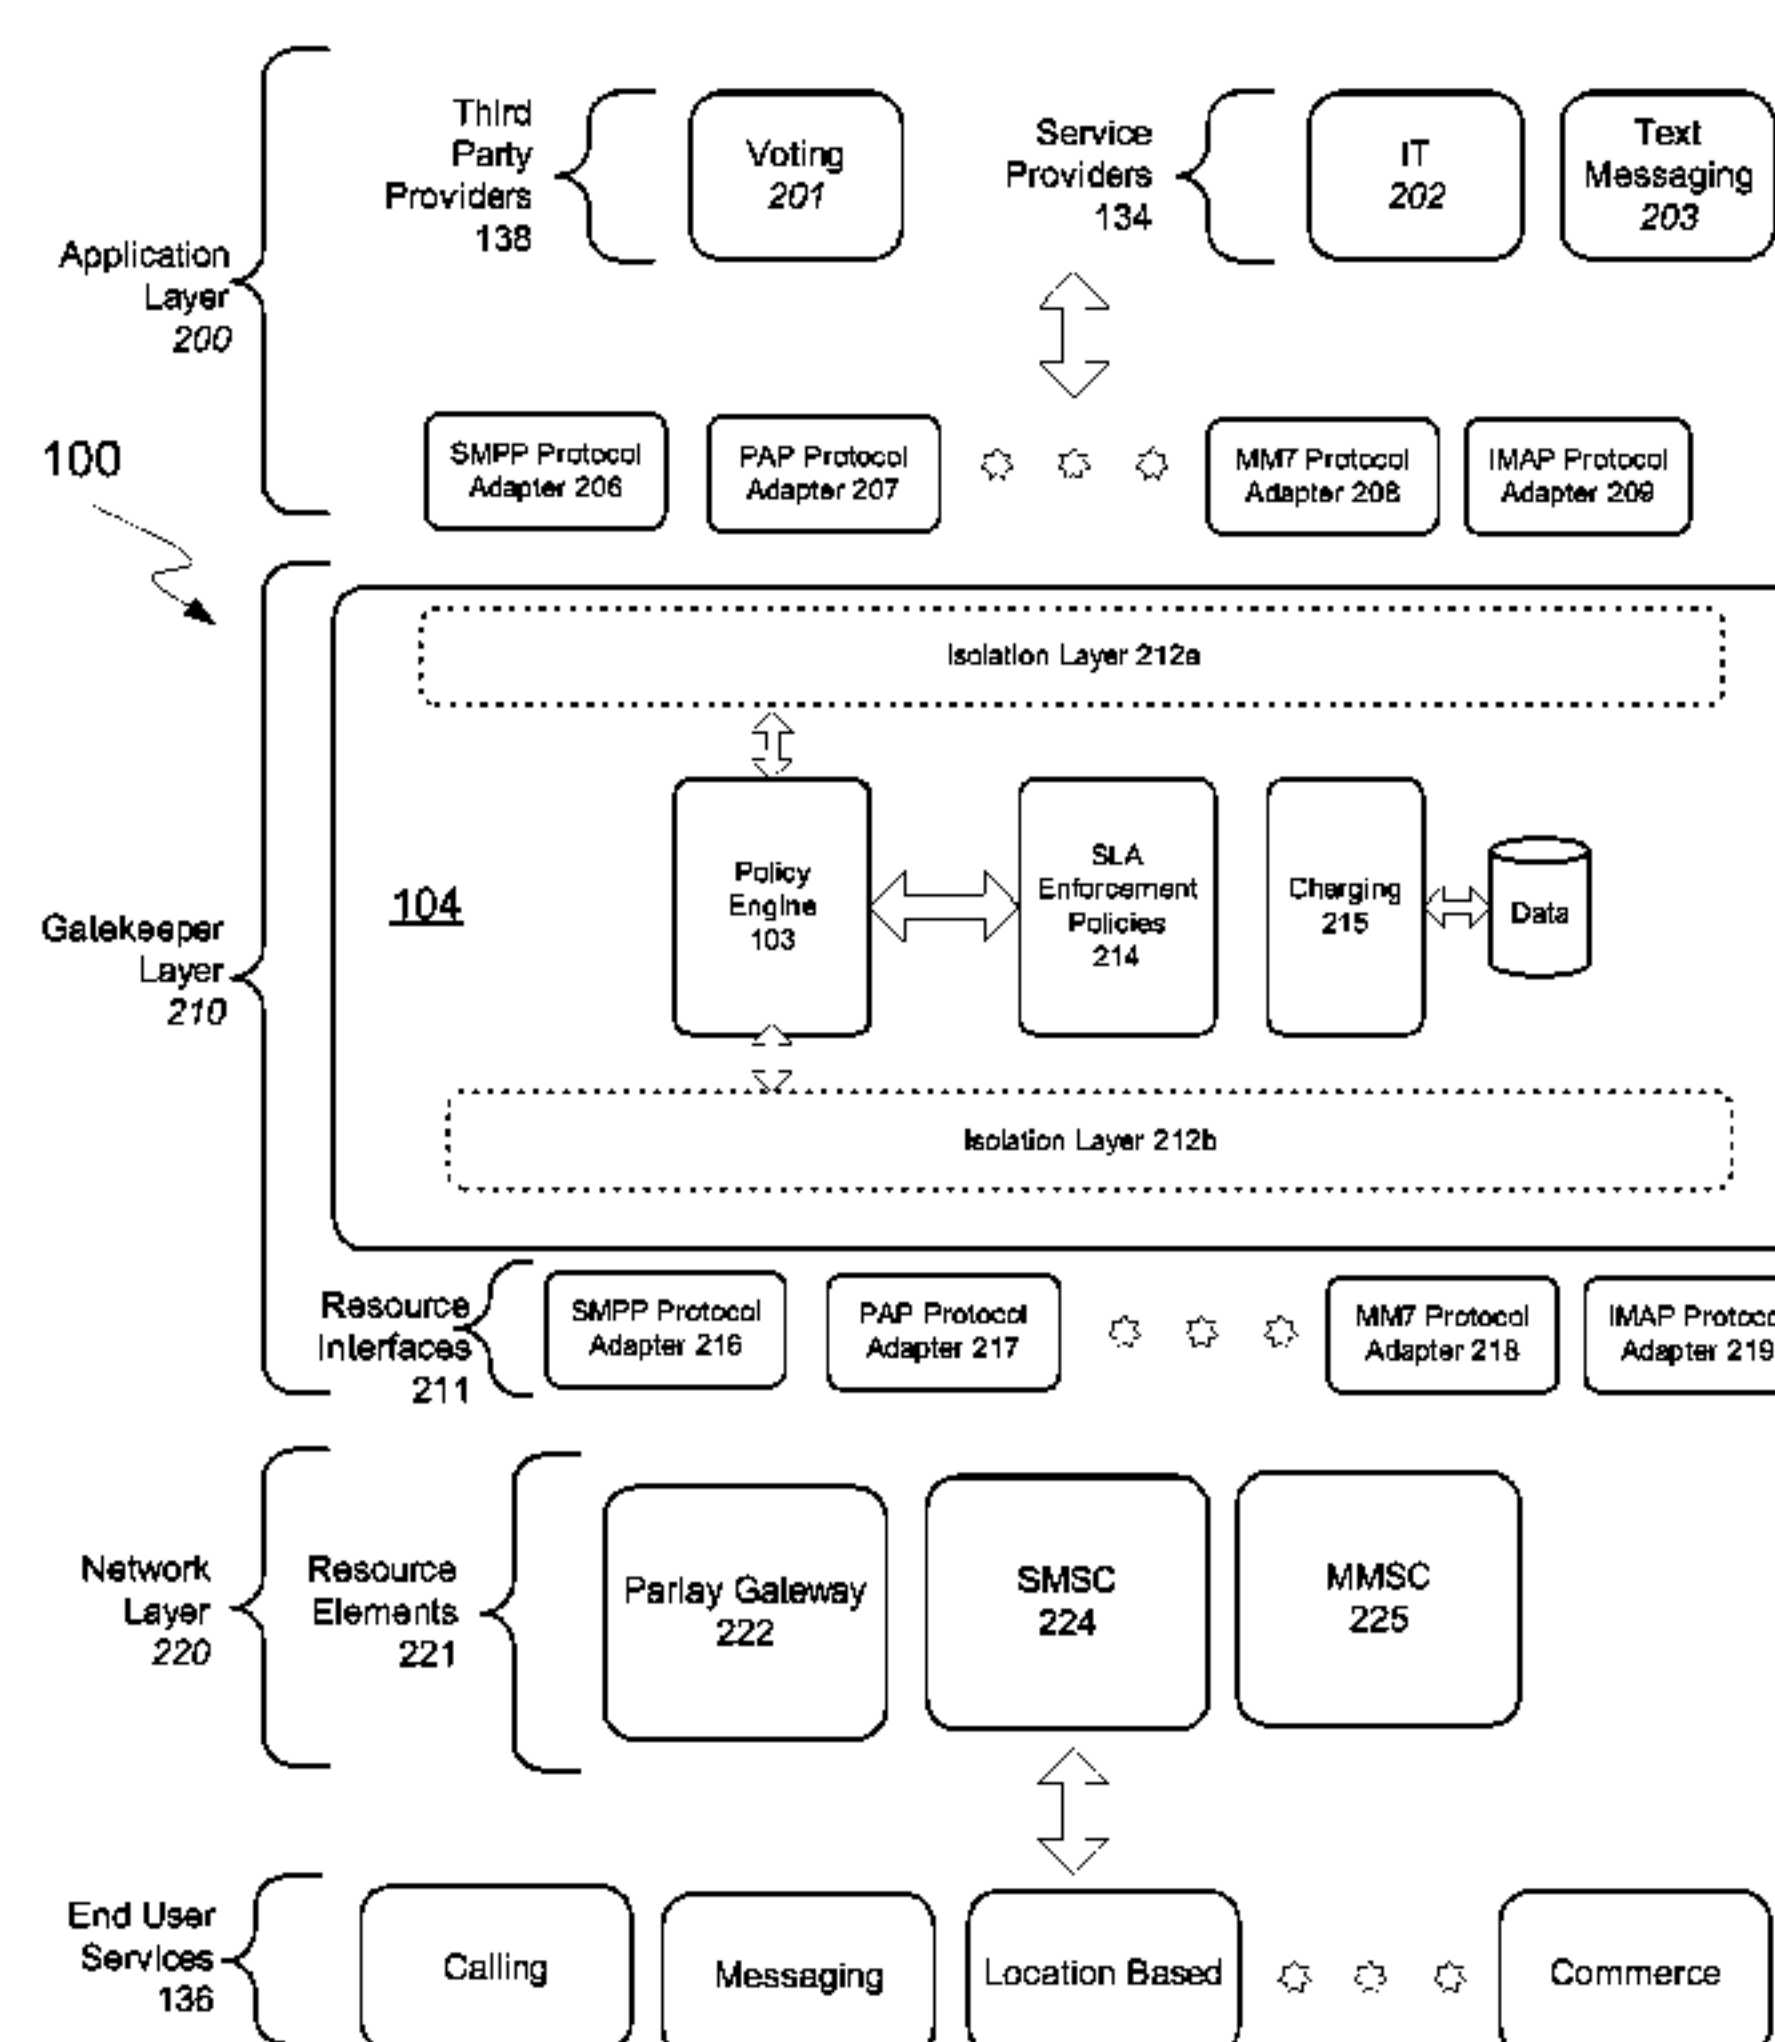 Third
Party
Providers
138
Voting
201
Service
Providers
134
IT
202
Text
Messaging
203
Application
Layer
200
100
SMPP Protocol
Adapter 206
PAP Protocol
Adapter 207
MM7 Protocol
Adapter 208
IMAP Protocol
Adapter 209
Isolation Layer 212a
Gatekeeper
Layer
210
104
Policy
Engine
103
SLA
Enforcement
Policies
214
Charging
215
Data
Isolation Layer 212b
Resource
Interfaces
211
SMPP Protocol
Adapter 216
PAP Protocol
Adapter 217
MM7 Protocol
Adapter 218
IMAP Protoco
Adapter 219
Network
Layer
220
Resource
Elements
221
Parlay Gateway
222
SMSC
224
MMSC
225
End User
Services
136
Calling
Messaging
Location Based
Commerce